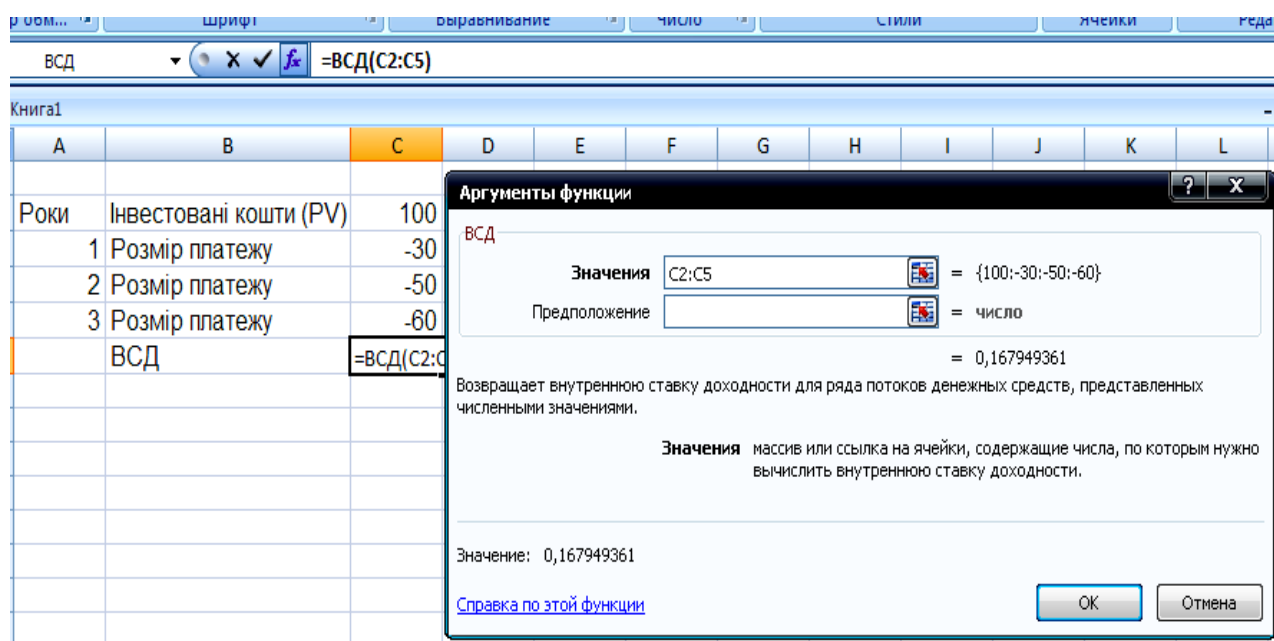 Шрифт Выравнивание Число Стили Ячейки
ВСД =ВСД(C2:C5)
Книга1
A B C D E F G H I J K L
Роки Інвестовані кошти (PV) 100
1 Розмір платежу -30
2 Розмір платежу -50
3 Розмір платежу -60
ВСД =ВСД(C2:C
Аргументы функции
ВСД
Значения C2:C5 = {100:-30:-50:-60}
Предположение = число
= 0,167949361
Возвращает внутреннюю ставку доходности для ряда потоков денежных средств, представленных
численными значениями.
Значения массив или ссылка на ячейки, содержащие числа, по которым нужно
вычислить внутреннюю ставку доходности.
Значение: 0,167949361
Справка по этой функции
ОК Отмена